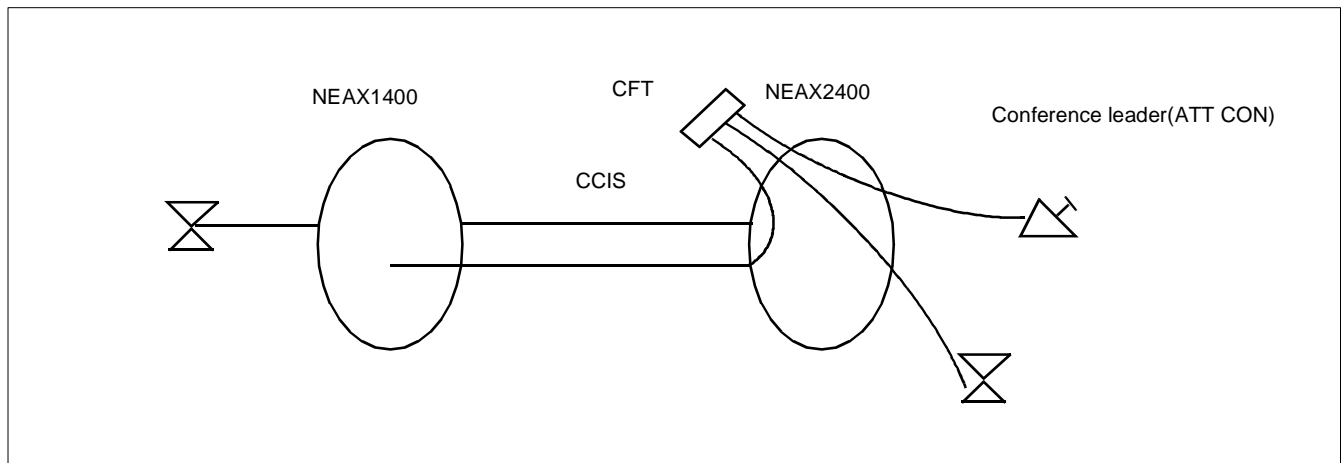 NEAX1400
CFT
NEAX2400
Conference leader(ATT CON)
CCIS